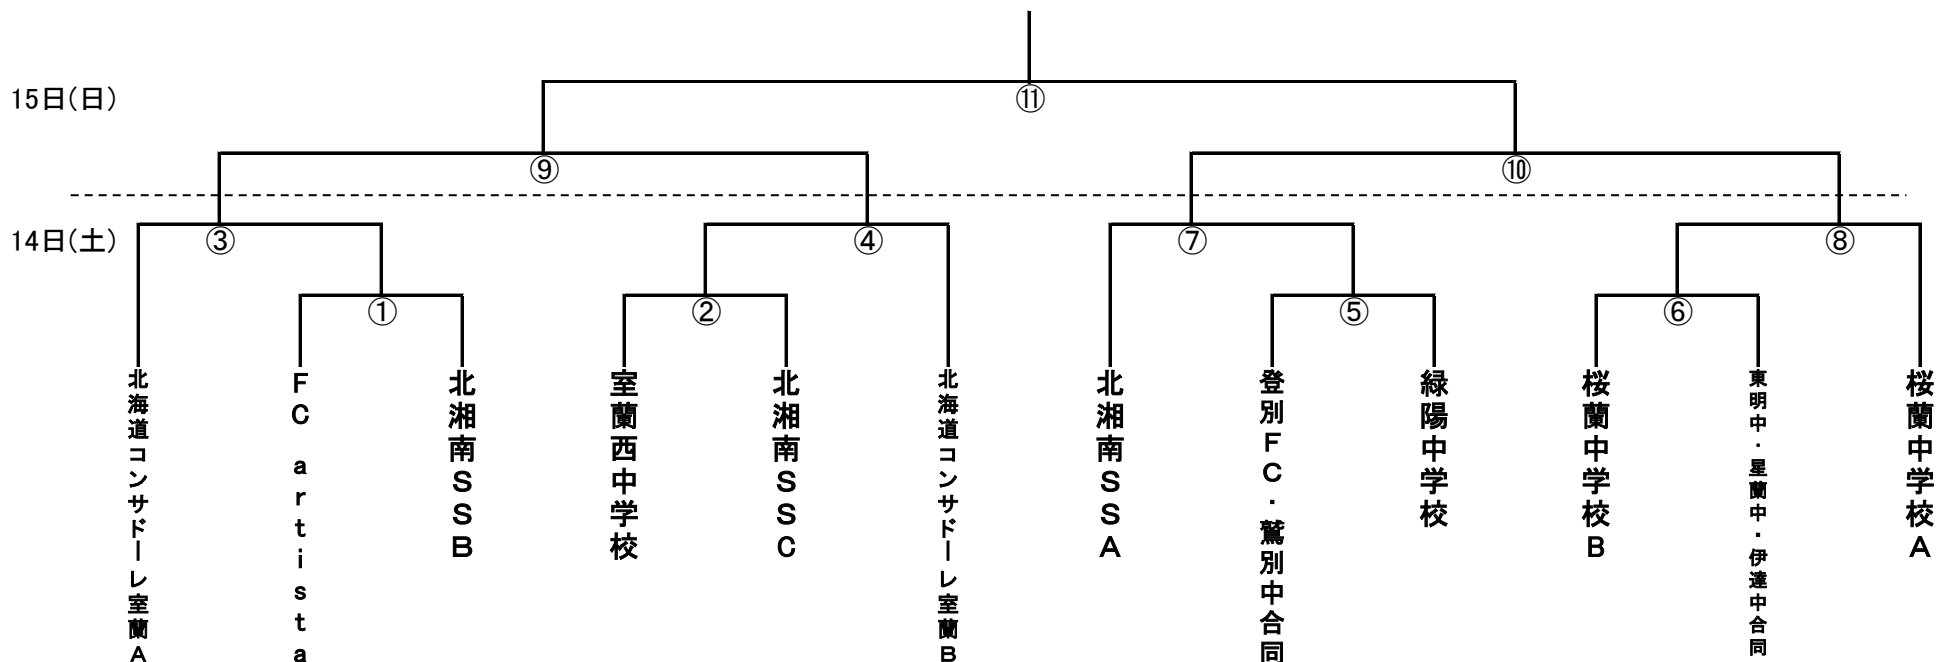 15日(日)
⑪
⑨
⑩
14日(土)
③
④
⑦
⑧
①
②
⑤
⑥
北海道コンサドーレ室蘭A
FC artista
北湘南SSB
室蘭西中学校
北湘南SSC
北海道コンサドーレ室蘭B
北湘南SSA
登別FC・鷲別中合同
緑陽中学校
桜蘭中学校B
東明中・星蘭中・伊達中合同
桜蘭中学校A